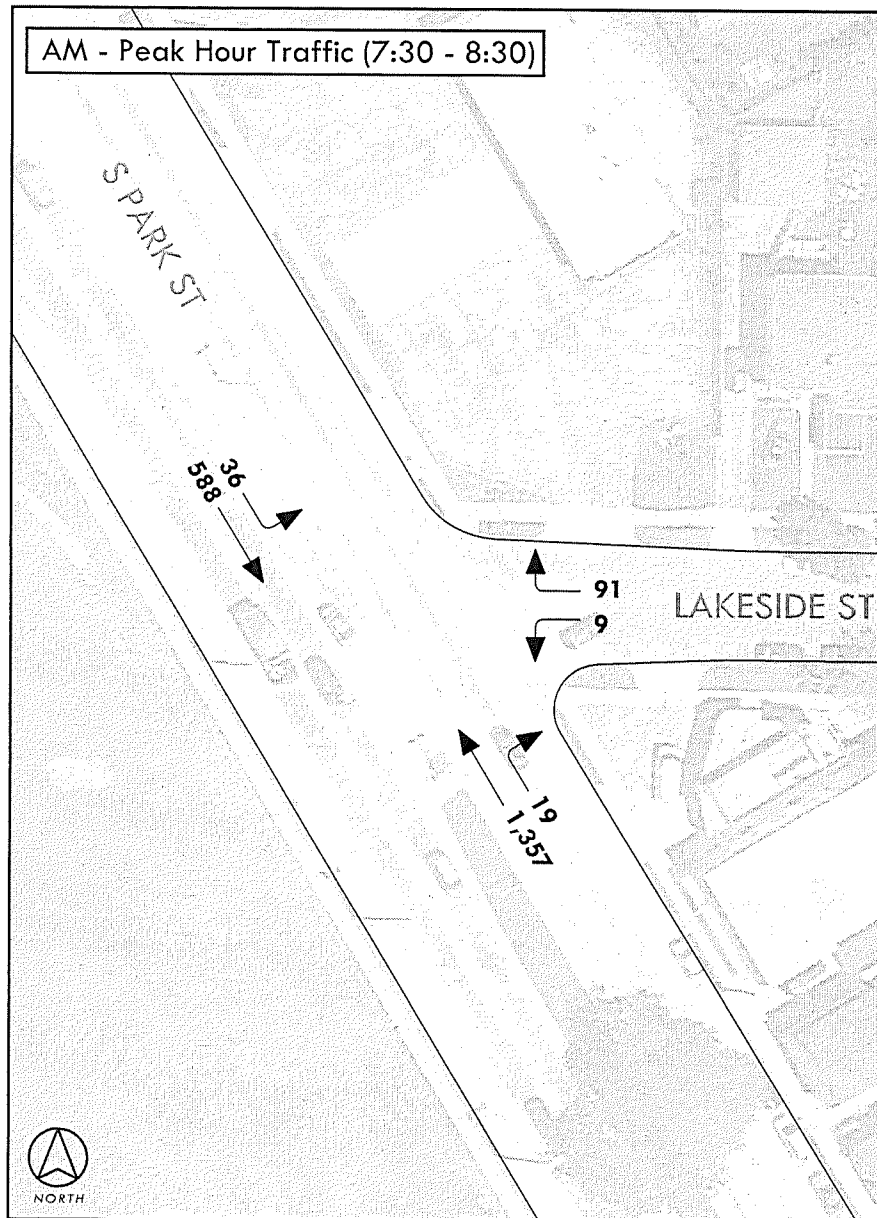 AM - Peak Hour Traffic (7:30 - 8:30)
S PARK ST
36
588
91
LAKESIDE ST
9
19
1,357
NORTH